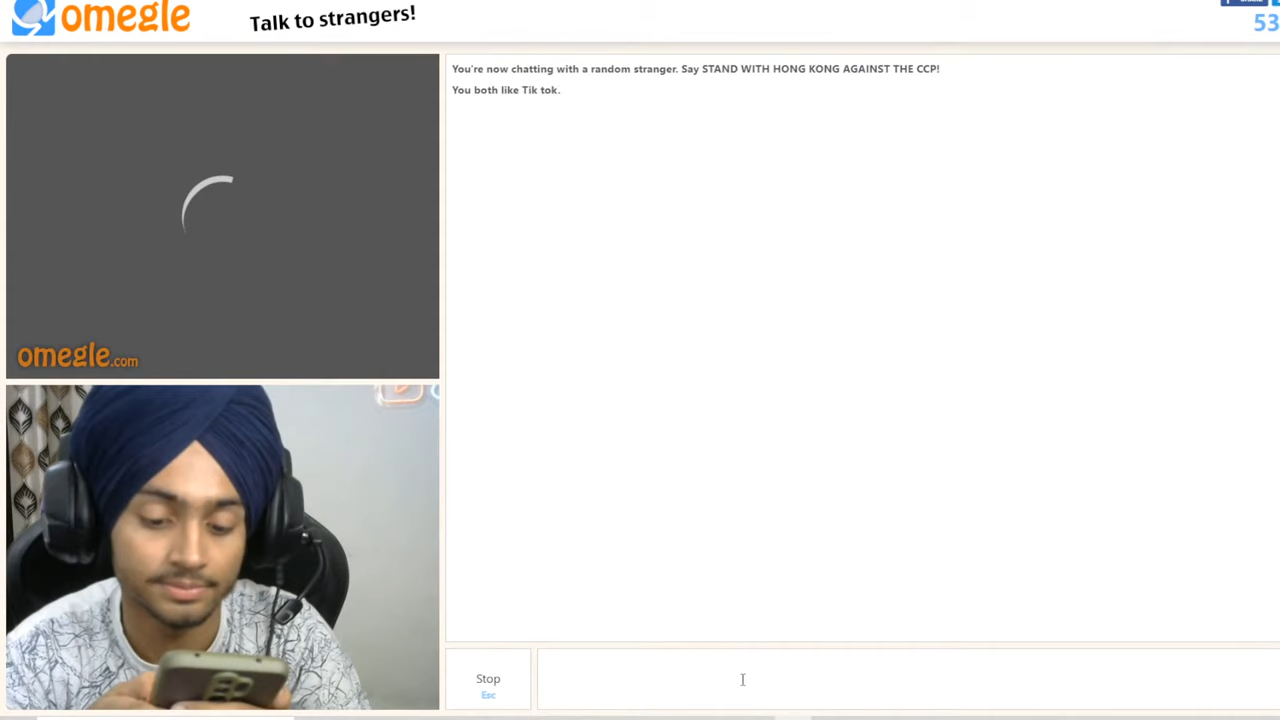 omegle
Talk to strangers!
53
You're now chatting with a random stranger. Say STAND WITH HONG KONG AGAINST THE CCP!
You both like Tik tok.
omegle.com
Stop
Esc